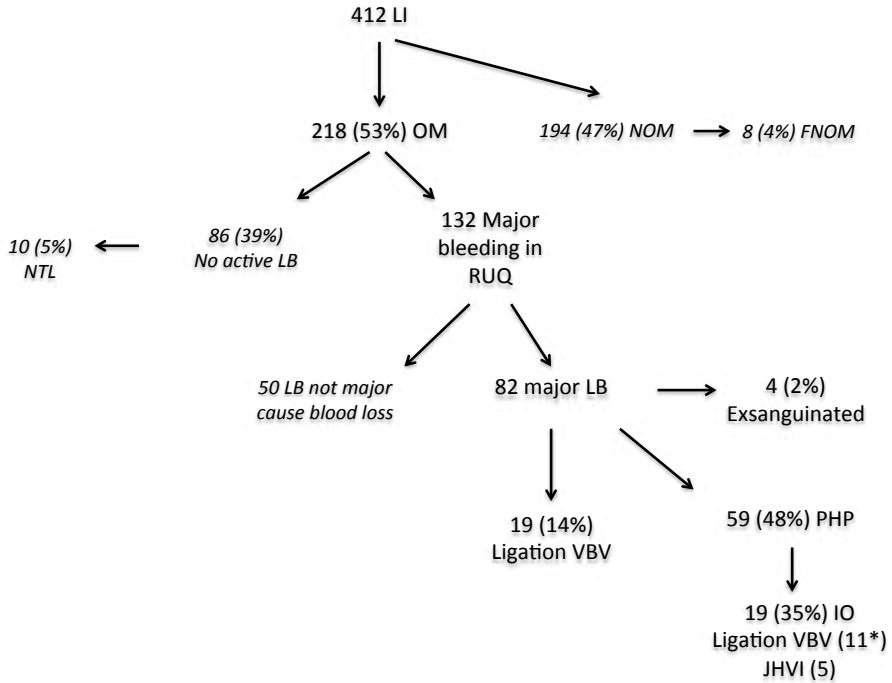 412 LI
218 (53%) OM
194 (47%) NOM
8 (4%) FNOM
10 (5%)
NTL
86 (39%)
No active LB
132 Major
bleeding in
RUQ
50 LB not major
cause blood loss
82 major LB
4 (2%)
Exsanguinated
19 (14%)
Ligation VBV
59 (48%) PHP
19 (35%) IO
Ligation VBV (11*)
JHVI (5)